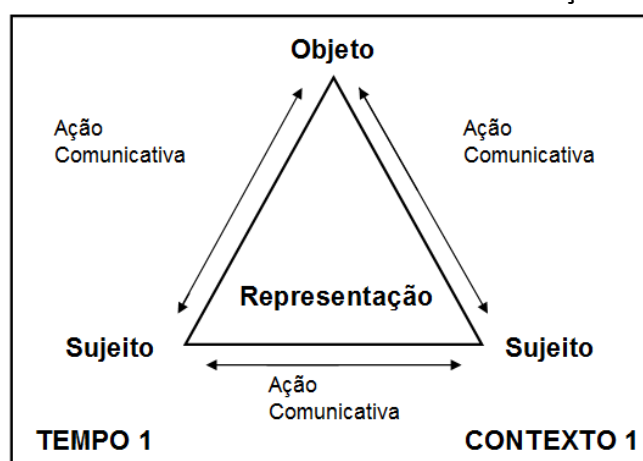 Objeto
Ação
Comunicativa
Ação
Comunicativa
Representação
Sujeito
Sujeito
Ação
Comunicativa
TEMPO 1
CONTEXTO 1